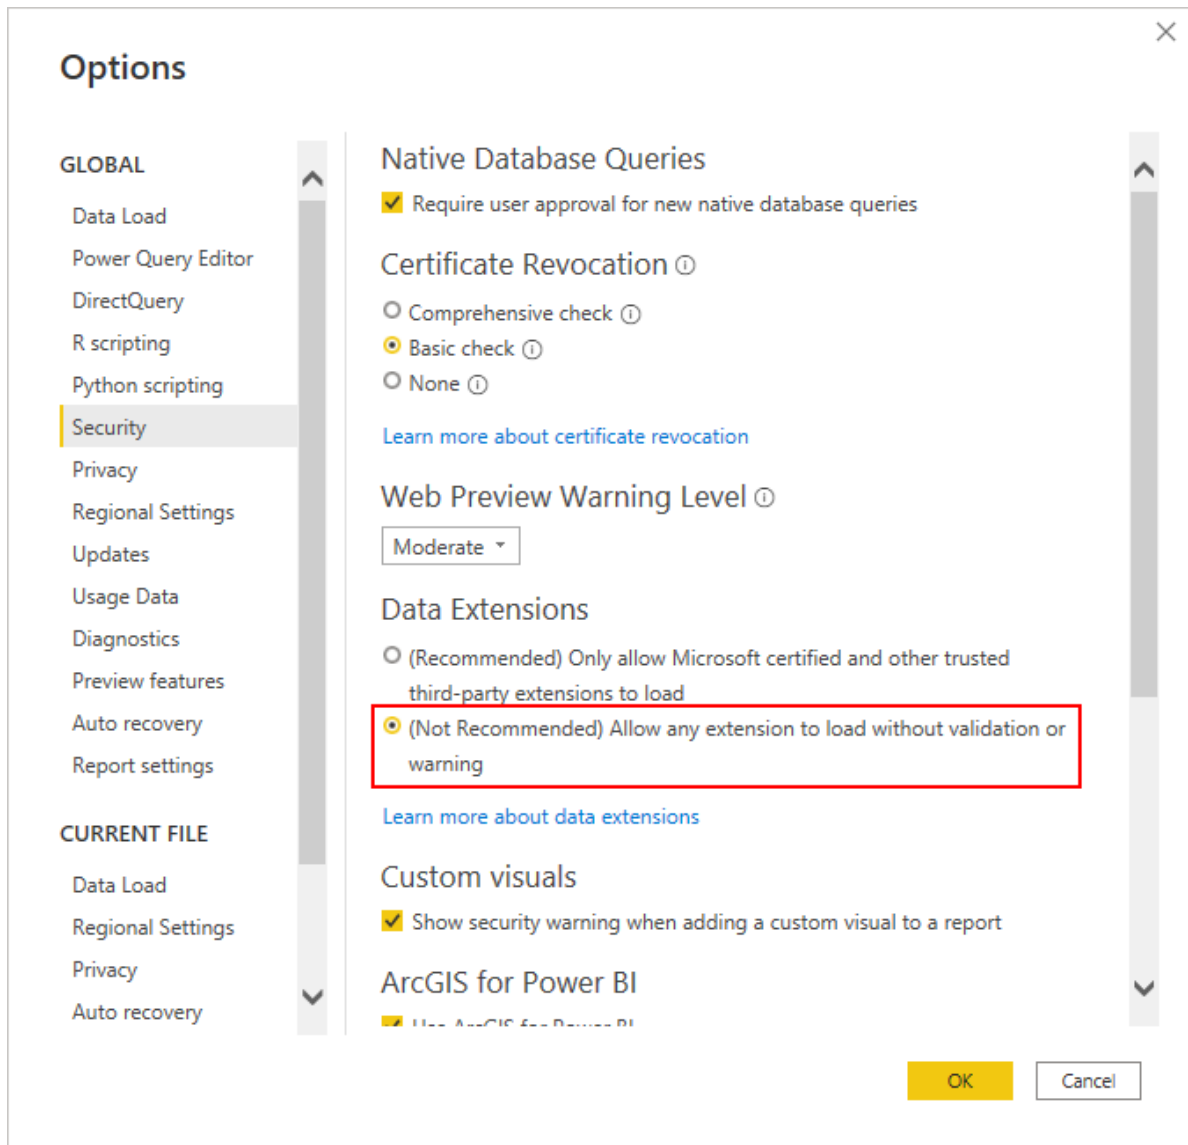 Options
GLOBAL
Data Load
Power Query Editor
DirectQuery
R scripting
Python scripting
Security
Privacy
Regional Settings
Updates
Usage Data
Diagnostics
Preview features
Auto recovery
Report settings
CURRENT FILE
Data Load
Regional Settings
Privacy
Auto recovery
Native Database Queries
Require user approval for new native database queries
Certificate Revocation
Comprehensive check
Basic check
None
Learn more about certificate revocation
Web Preview Warning Level
Moderate
Data Extensions
(Recommended) Only allow Microsoft certified and other trusted
third-party extensions to load
(Not Recommended) Allow any extension to load without validation or
warning
Learn more about data extensions
Custom visuals
Show security warning when adding a custom visual to a report
ArcGIS for Power BI
Use ArcGIS for Power BI
OK
Cancel